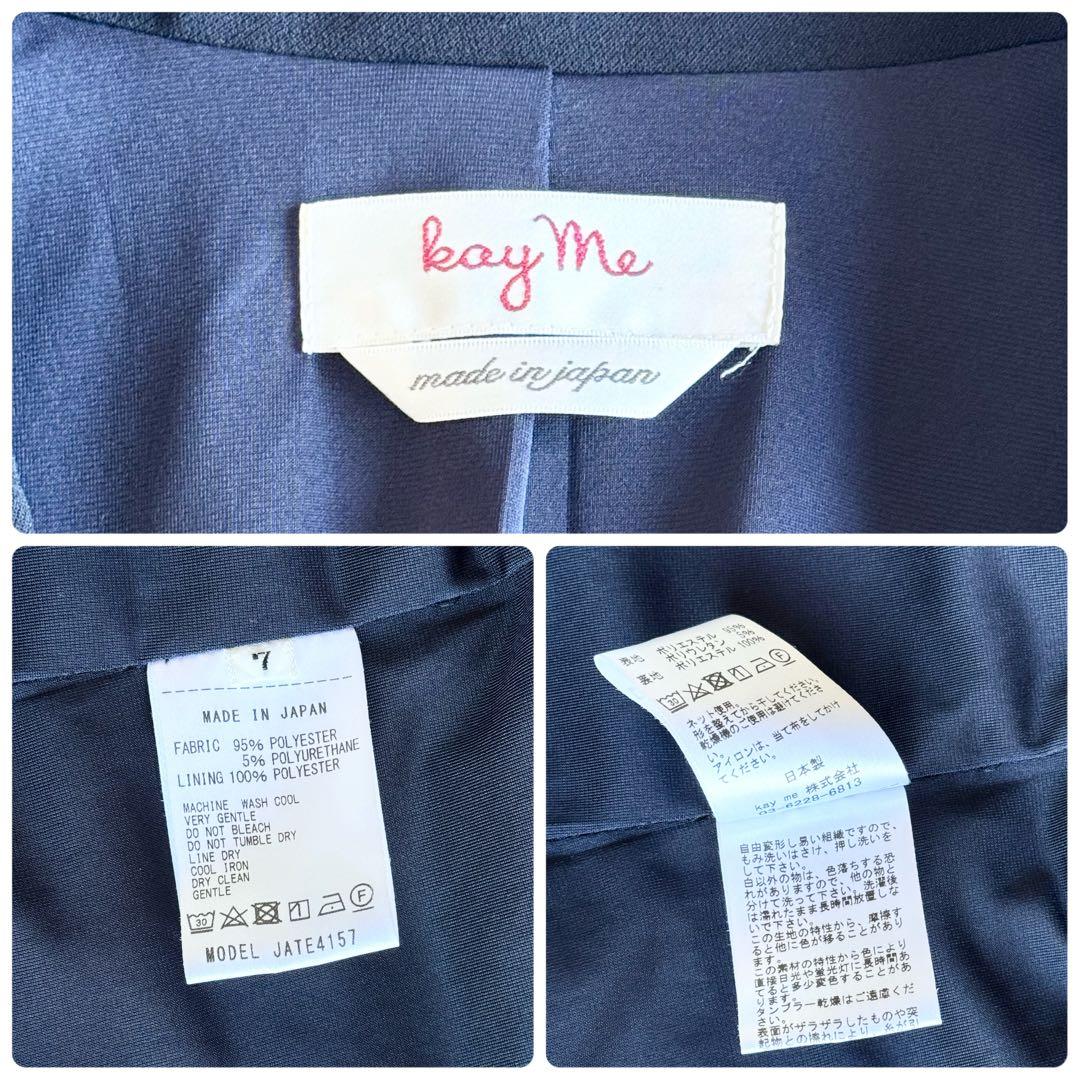 kay me
made in japan
7
MADE IN JAPAN
FABRIC 95% POLYESTER
5% POLYURETHANE
LINING 100% POLYESTER
MACHINE WASH COOL
VERY GENTLE
DO NOT BLEACH
DO NOT TUMBLE DRY
LINE DRY
COOL IRON
DRY CLEAN
GENTLE
30 F
MODEL JATE4157
表地 ポリエステル 95%
ポリウレタン 5%
裏地 ポリエステル 100%
30 F
ネット使用。
形を整えてから干してください。
乾燥機のご使用は避けてくださ
い。
アイロンは、当て布をしてかけ
てください。
日本製
kay me 株式会社
03-6228-6813
自由変形し易い組織ですので、
もみ洗いはさけ、押し洗いを
して下さい。
白以外の物は、色落ちする恐
れがありますので、他の物と
分けて洗って下さい。洗濯後
は濡れたまま長時間放置しな
いで下さい。
この生地の特性から、摩擦す
ると他に色が移ることがあり
ます。
この素材の特性から色により
直接日光や蛍光灯に長時間あ
てると多少変色することがあ
ります。
タンブラー乾燥はご遠慮くだ
さい。
表面がザラザラしたものや突
起物との擦れにより、糸が引